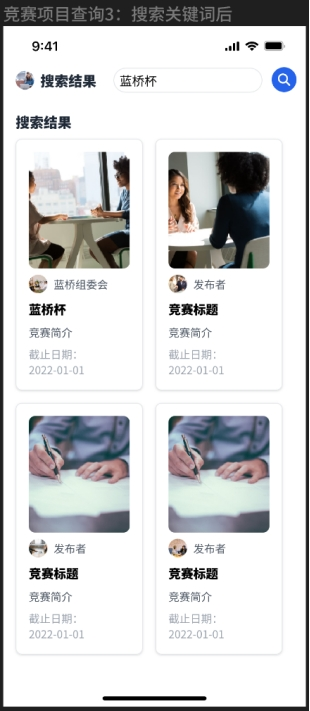 竞赛项目查询3：搜索关键词后
9:41
搜索结果 蓝桥杯
搜索结果
蓝桥组委会
蓝桥杯
竞赛简介
截止日期：
2022-01-01
发布者
竞赛标题
竞赛简介
截止日期：
2022-01-01
发布者
竞赛标题
竞赛简介
截止日期：
2022-01-01
发布者
竞赛标题
竞赛简介
截止日期：
2022-01-01